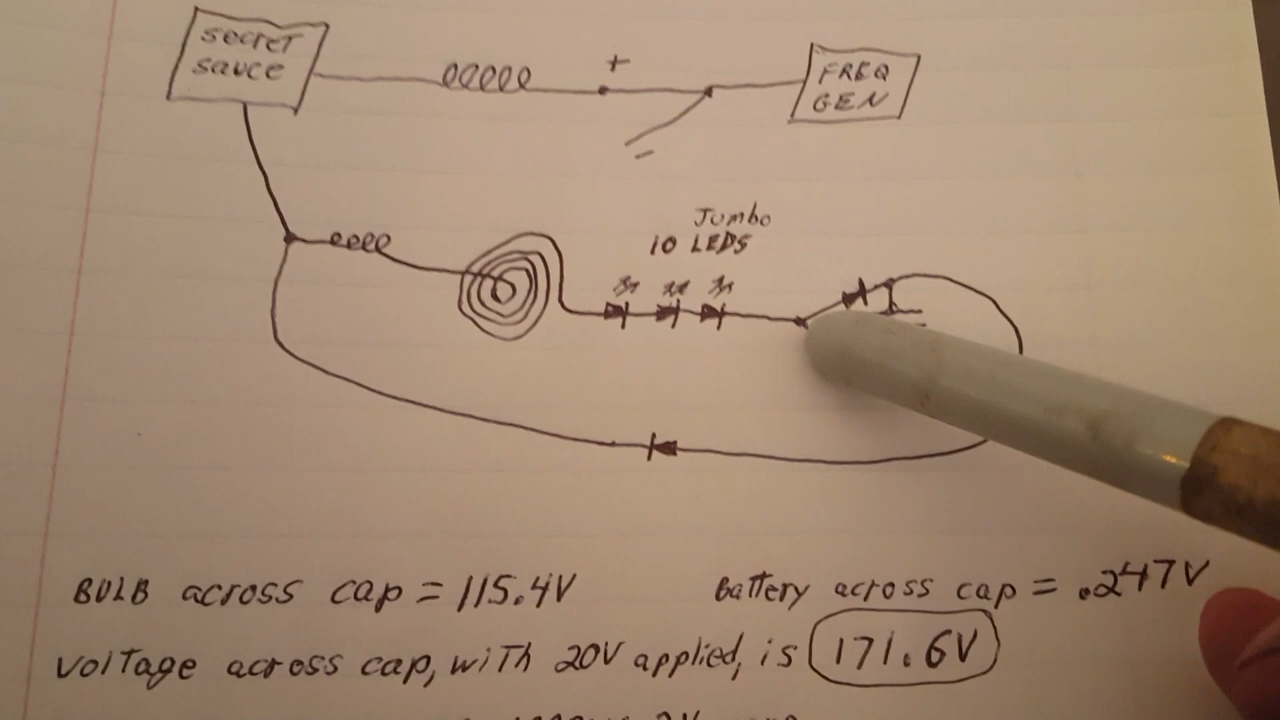 secret
sauce
+
FREQ
GEN
-
Jumbo
10 LEDS
BULB across cap = 115.4V
Battery across cap = .247V
voltage across cap, with 20V applied, is 171.6V